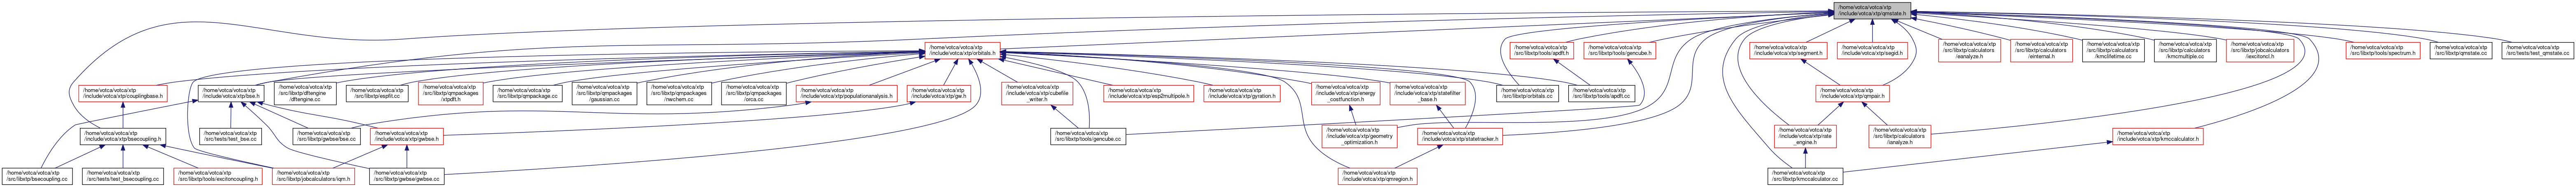 /home/votca/votca/xtp
/include/votca/xtp/qmstate.h
/home/votca/votca/xtp
/include/votca/xtp/orbitals.h
/home/votca/votca/xtp
/src/libxtp/tools/apdft.h
/home/votca/votca/xtp
/src/libxtp/tools/gencube.h
/home/votca/votca/xtp
/include/votca/xtp/segment.h
/home/votca/votca/xtp
/include/votca/xtp/segid.h
/home/votca/votca/xtp
/src/libxtp/calculators
/eanalyze.h
/home/votca/votca/xtp
/src/libxtp/calculators
/einternal.h
/home/votca/votca/xtp
/src/libxtp/calculators
/kmclifetime.cc
/home/votca/votca/xtp
/src/libxtp/calculators
/kmcmultiple.cc
/home/votca/votca/xtp
/src/libxtp/jobcalculators
/excitoncl.h
/home/votca/votca/xtp
/src/libxtp/tools/spectrum.h
/home/votca/votca/xtp
/src/libxtp/qmstate.cc
/home/votca/votca/xtp
/src/tests/test_qmstate.cc
/home/votca/votca/xtp
/include/votca/xtp/couplingbase.h
/home/votca/votca/xtp
/include/votca/xtp/bse.h
/home/votca/votca/xtp
/src/libxtp/dftengine
/dftengine.cc
/home/votca/votca/xtp
/src/libxtp/espfit.cc
/home/votca/votca/xtp
/src/libxtp/qmpackages
/xtpdft.h
/home/votca/votca/xtp
/src/libxtp/qmpackage.cc
/home/votca/votca/xtp
/src/libxtp/qmpackages
/gaussian.cc
/home/votca/votca/xtp
/src/libxtp/qmpackages
/nwchem.cc
/home/votca/votca/xtp
/src/libxtp/qmpackages
/orca.cc
/home/votca/votca/xtp
/include/votca/xtp/populationanalysis.h
/home/votca/votca/xtp
/include/votca/xtp/gw.h
/home/votca/votca/xtp
/include/votca/xtp/cubefile
_writer.h
/home/votca/votca/xtp
/include/votca/xtp/esp2multipole.h
/home/votca/votca/xtp
/include/votca/xtp/gyration.h
/home/votca/votca/xtp
/include/votca/xtp/energy
_costfunction.h
/home/votca/votca/xtp
/include/votca/xtp/statefilter
_base.h
/home/votca/votca/xtp
/src/libxtp/orbitals.cc
/home/votca/votca/xtp
/src/libxtp/tools/apdft.cc
/home/votca/votca/xtp
/include/votca/xtp/qmpair.h
/home/votca/votca/xtp
/include/votca/xtp/bsecoupling.h
/home/votca/votca/xtp
/src/tests/test_bse.cc
/home/votca/votca/xtp
/src/libxtp/gwbse/bse.cc
/home/votca/votca/xtp
/include/votca/xtp/gwbse.h
/home/votca/votca/xtp
/src/libxtp/tools/gencube.cc
/home/votca/votca/xtp
/include/votca/xtp/geometry
_optimization.h
/home/votca/votca/xtp
/include/votca/xtp/statetracker.h
/home/votca/votca/xtp
/include/votca/xtp/rate
_engine.h
/home/votca/votca/xtp
/src/libxtp/calculators
/ianalyze.h
/home/votca/votca/xtp
/include/votca/xtp/kmccalculator.h
/home/votca/votca/xtp
/src/libxtp/bsecoupling.cc
/home/votca/votca/xtp
/src/tests/test_bsecoupling.cc
/home/votca/votca/xtp
/src/libxtp/tools/excitoncoupling.h
/home/votca/votca/xtp
/src/libxtp/jobcalculators/iqm.h
/home/votca/votca/xtp
/src/libxtp/gwbse/gwbse.cc
/home/votca/votca/xtp
/include/votca/xtp/qmregion.h
/home/votca/votca/xtp
/src/libxtp/kmccalculator.cc